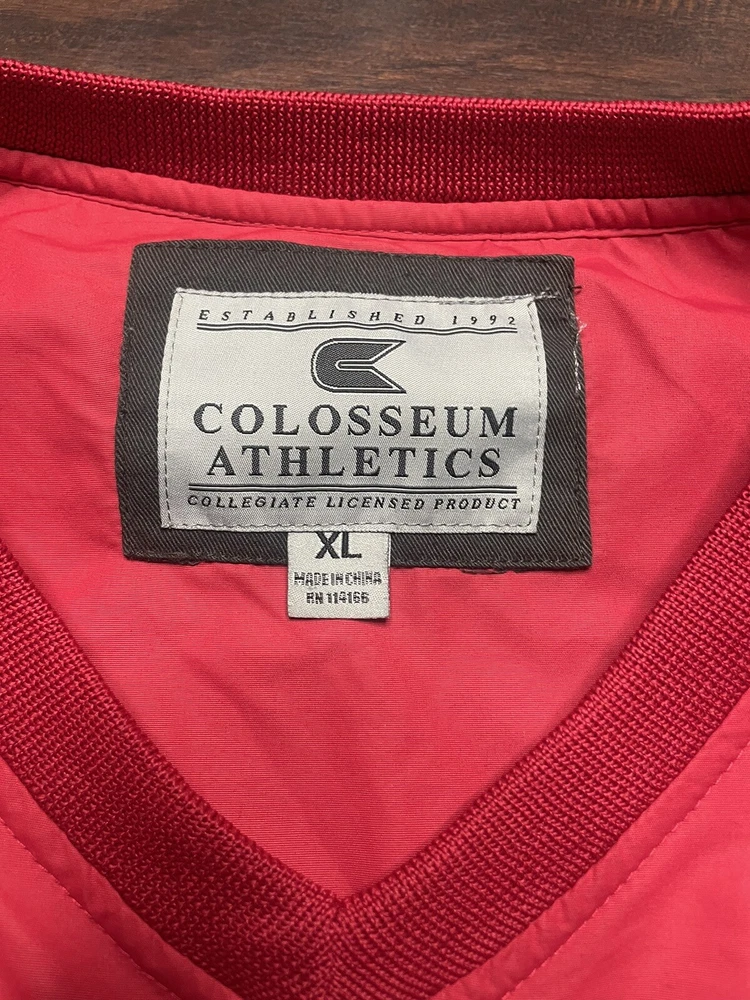 ESTABLISHED 1992
COLOSSEUM
ATHLETICS
COLLEGIATE LICENSED PRODUCT
XL
MADE IN CHINA
RN 114166